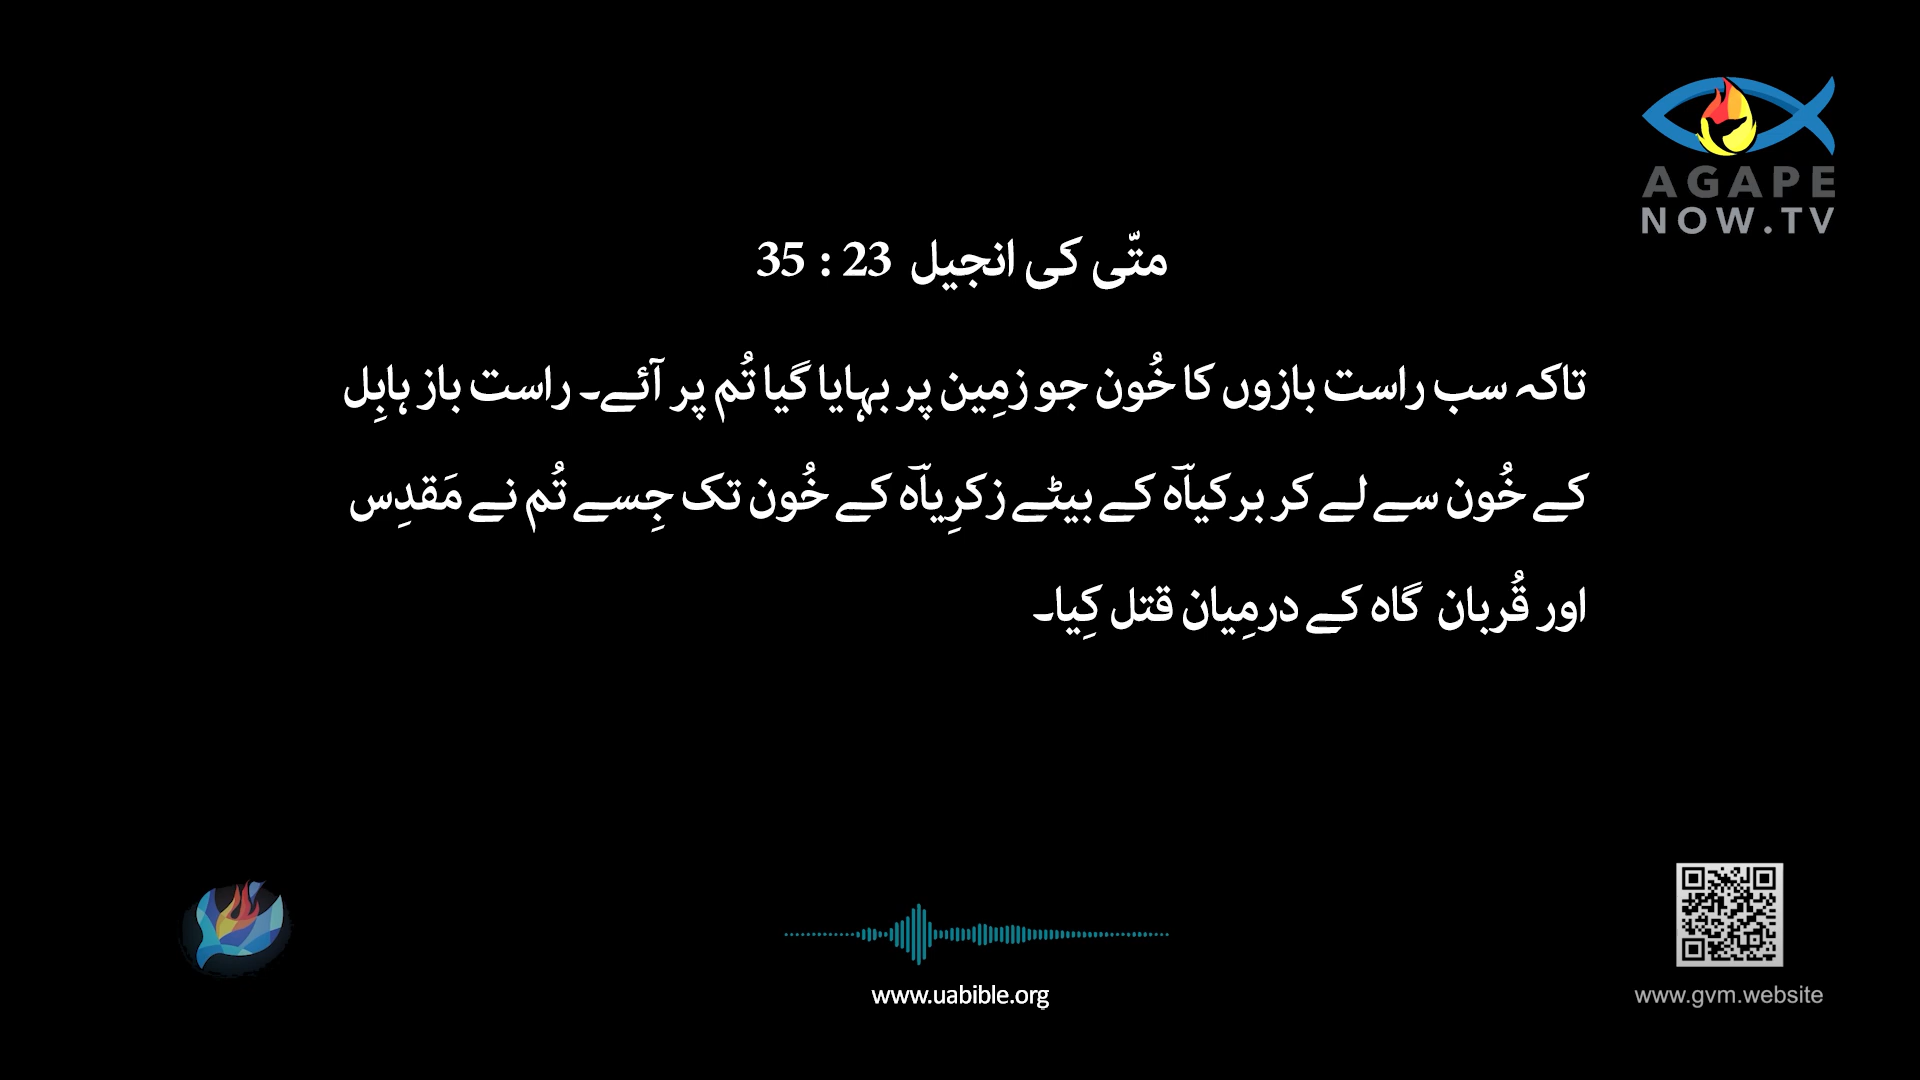 AGAPE
NOW.TV
متّی کی انجیل 23 : 35
تاکہ سب راست بازوں کا خُون جو زمِین پر بہایا گیا تُم پر آئے۔ راست باز ہابِل
کے خُون سے لے کر برکیاؔہ کے بیٹے زکرِیاؔہ کے خُون تک جِسے تُم نے مَقدِس
اور قُربان گاہ کے درمِیان قتل کِیا۔
www.uabible.org
www.gvm.website